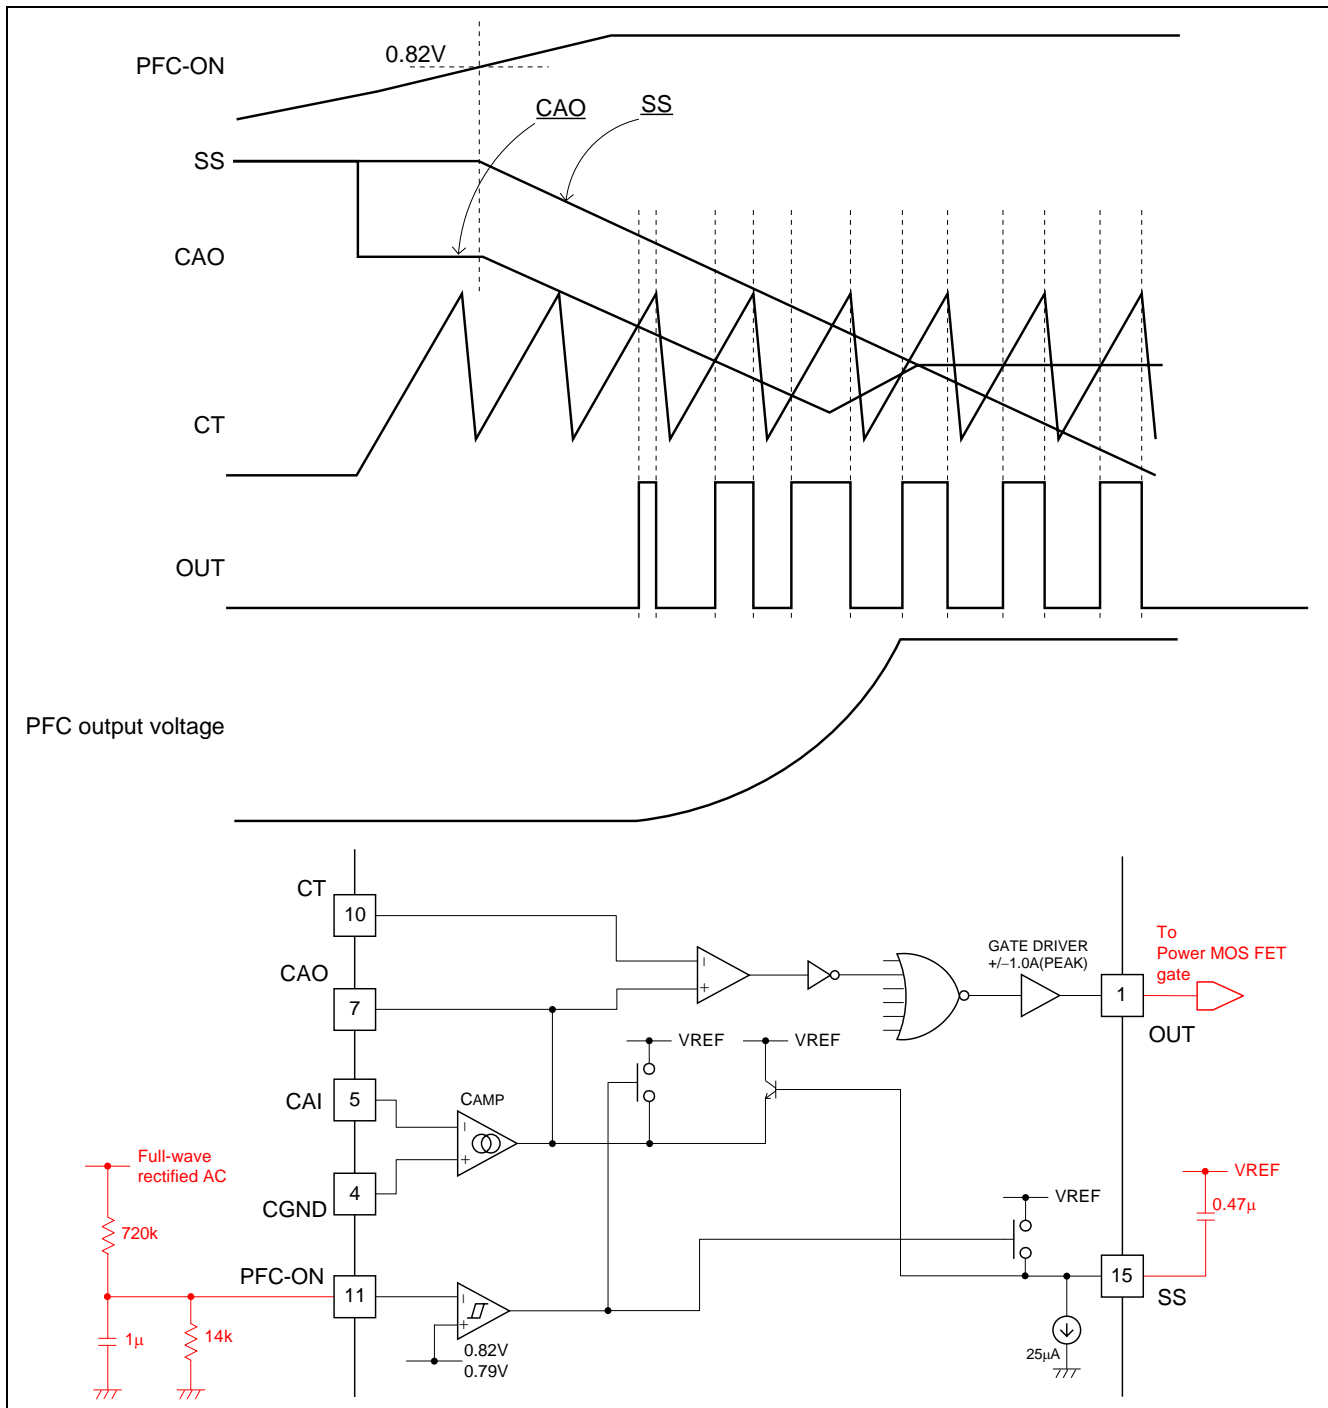 PFC-ON
0.82V
CAO
SS
SS
CAO
CT
OUT
PFC output voltage
CT
10
CAO
7
CAI
5
CAMP
4
CGND
PFC-ON
11
Full-wave
rectified AC
720k
1μ
14k
0.82V
0.79V
VREF
VREF
GATE DRIVER
+/–1.0A(PEAK)
1
OUT
To
Power MOS FET
gate
VREF
VREF
0.47μ
15
SS
25μA